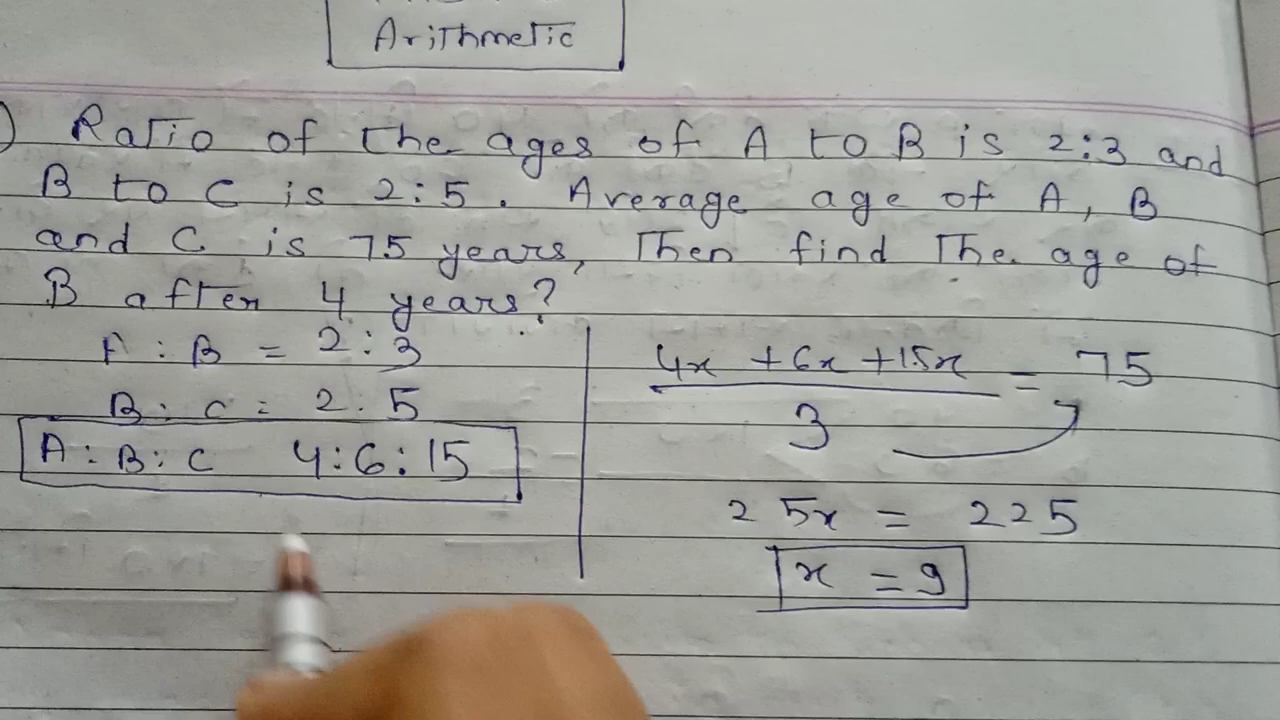 Arithmetic
) Ratio of the ages of A to B is 2:3 and
B to C is 2:5. Average age of A, B
and C is 75 years, Then find The age of
B after 4 years?
A : B = 2:3
B : C = 2:5
A : B : C 4:6:15
4x + 6x + 15x = 75
3
25x = 225
x = 9